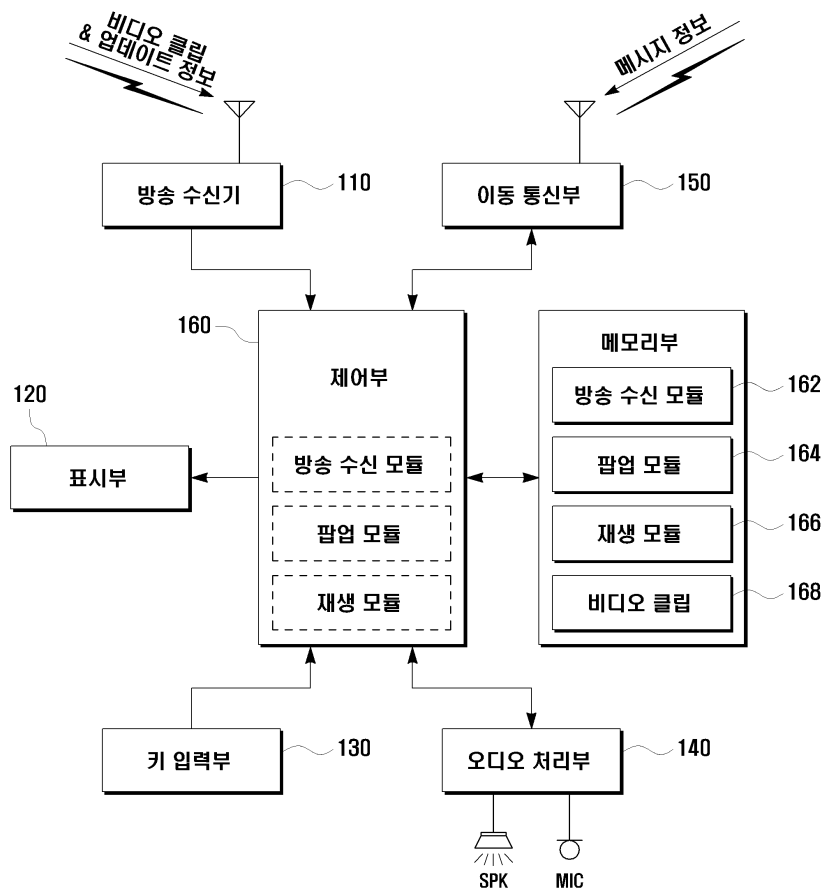 비디오 클립
& 업데이트 정보
메시지 정보
방송 수신기
110
이동 통신부
150
160
제어부
방송 수신 모듈
팝업 모듈
재생 모듈
메모리부
방송 수신 모듈
162
팝업 모듈
164
재생 모듈
166
비디오 클립
168
120
표시부
키 입력부
130
오디오 처리부
140
SPK
MIC